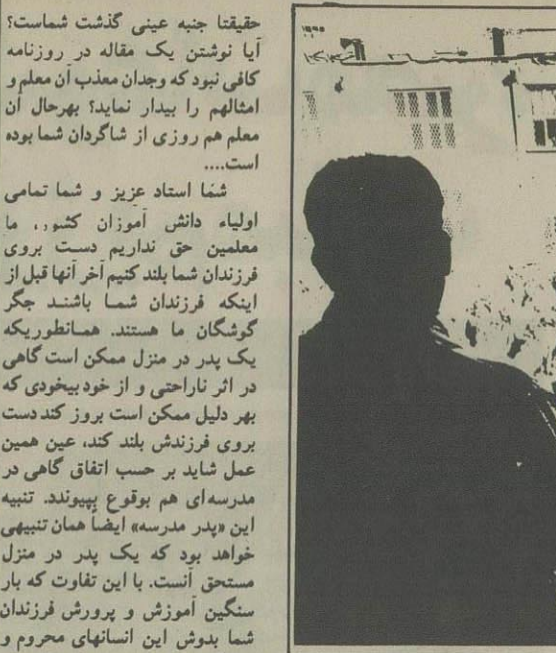 حقیقتا جنبه عینی گذشت شماست؟
آیا نوشتن یک مقاله در روزنامه
کافی نبود که وجدان معذب آن معلم و
امثالهم را بیدار نماید؟ بهرحال آن
معلم هم روزی از شاگردان شما بوده
است....
شما استاد عزیز و شما تمامی
اولیاء دانش آموزان کشور، ما
معلمین حق نداریم دست بروی
فرزندان شما بلند کنیم آخر آنها قبل از
اینکه فرزندان شما باشند جگر
گوشگان ما هستند. همانطوریکه
یک پدر در منزل ممکن است گاهی
در اثر ناراحتی و از خود بیخودی که
بهر دلیل ممکن است بروز کند دست
بروی فرزندش بلند کند، عین همین
عمل شاید بر حسب اتفاق گاهی در
مدرسه‌ای هم بوقوع بپیوندد. تنبیه
این «پدر مدرسه» ایضاً همان تنبیهی
خواهد بود که یک پدر در منزل
مستحق آنست. با این تفاوت که بار
سنگین آموزش و پرورش فرزندان
شما بدوش این انسانهای محروم و